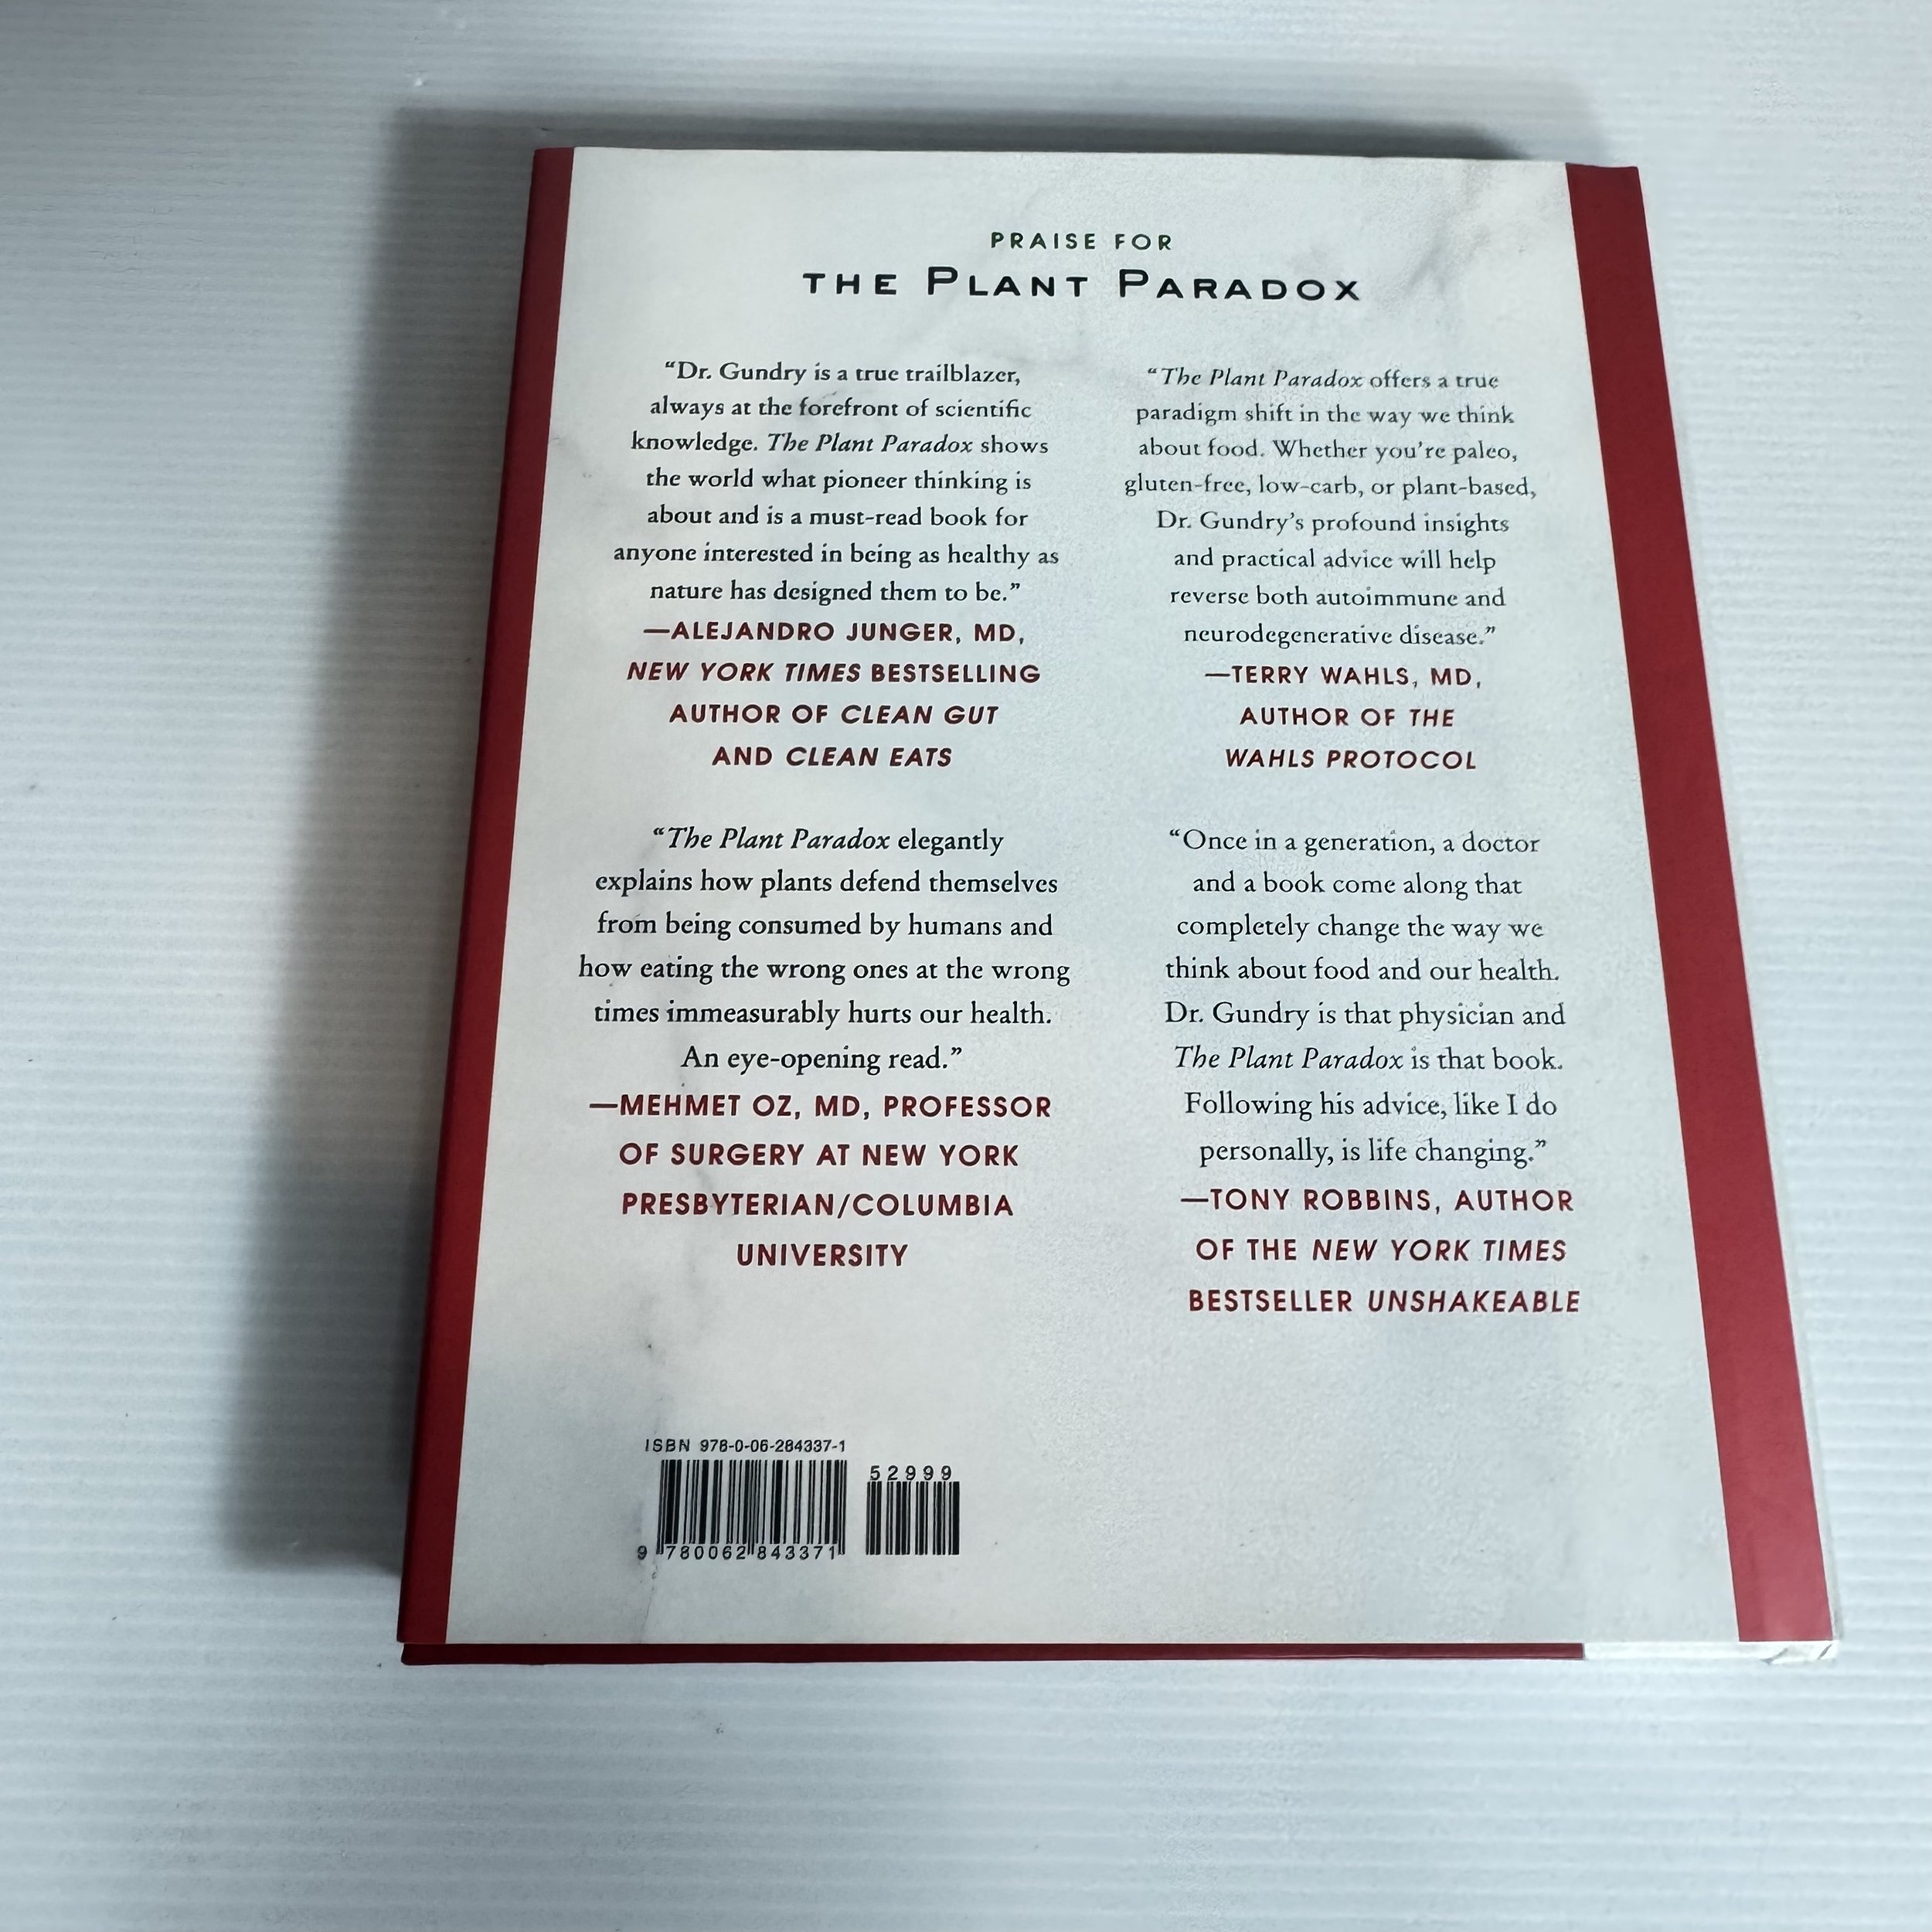 PRAISE FOR
THE PLANT PARADOX
“Dr. Gundry is a true trailblazer,
always at the forefront of scientific
knowledge. The Plant Paradox shows
the world what pioneer thinking is
about and is a must-read book for
anyone interested in being as healthy as
nature has designed them to be.”
—ALEJANDRO JUNGER, MD,
NEW YORK TIMES BESTSELLING
AUTHOR OF CLEAN GUT
AND CLEAN EATS
“The Plant Paradox elegantly
explains how plants defend themselves
from being consumed by humans and
how eating the wrong ones at the wrong
times immeasurably hurts our health.
An eye-opening read.”
—MEHMET OZ, MD, PROFESSOR
OF SURGERY AT NEW YORK
PRESBYTERIAN/COLUMBIA
UNIVERSITY
“The Plant Paradox offers a true
paradigm shift in the way we think
about food. Whether you’re paleo,
gluten-free, low-carb, or plant-based,
Dr. Gundry’s profound insights
and practical advice will help
reverse both autoimmune and
neurodegenerative disease.”
—TERRY WAHLS, MD,
AUTHOR OF THE
WAHLS PROTOCOL
“Once in a generation, a doctor
and a book come along that
completely change the way we
think about food and our health.
Dr. Gundry is that physician and
The Plant Paradox is that book.
Following his advice, like I do
personally, is life changing.”
—TONY ROBBINS, AUTHOR
OF THE NEW YORK TIMES
BESTSELLER UNSHAKEABLE
ISBN 978-0-06-284337-1
52999
9 780062 843371